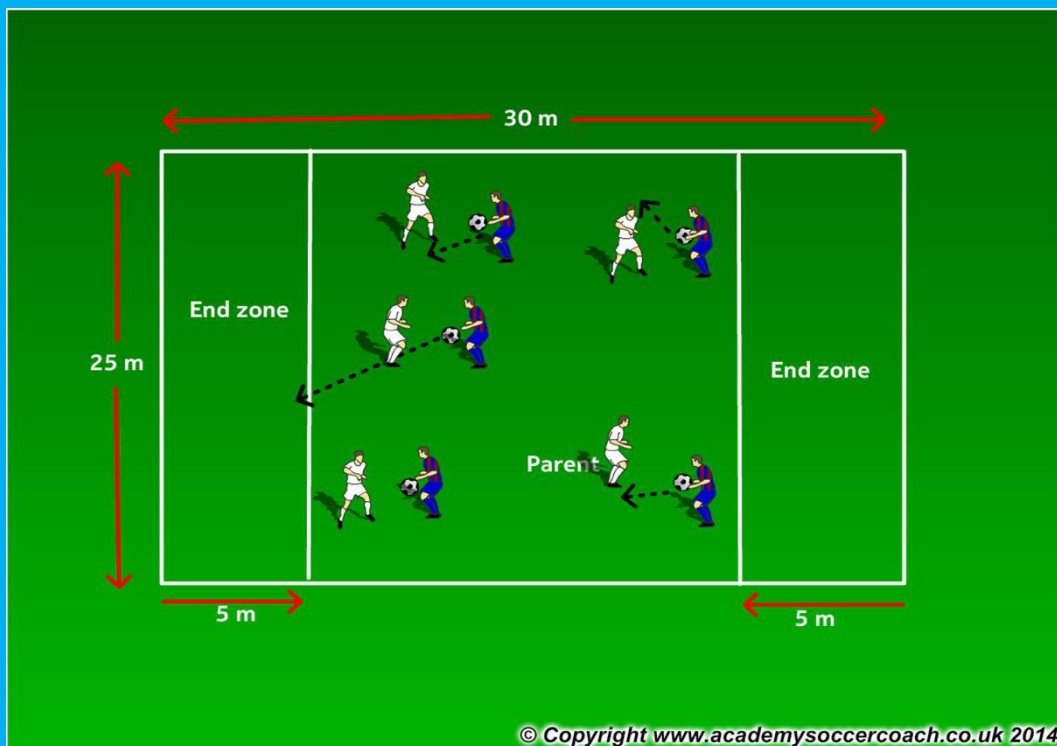 30 m
End zone
25 m
End zone
Parent
5 m
5 m
© Copyright www.academysoccercoach.co.uk 2014